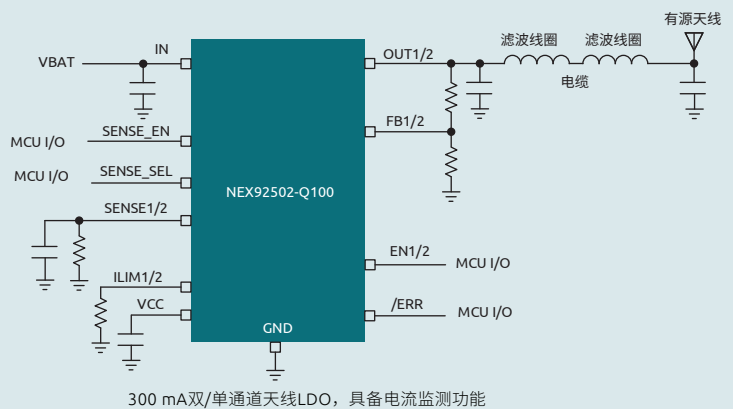 有源天线
IN
OUT1/2
滤波线圈
滤波线圈
VBAT
电缆
SENSE_EN
FB1/2
MCU I/O
SENSE_SEL
MCU I/O
NEX92502-Q100
SENSE1/2
EN1/2
MCU I/O
ILIM1/2
VCC
/ERR
MCU I/O
GND
300 mA双/单通道天线LDO，具备电流监测功能